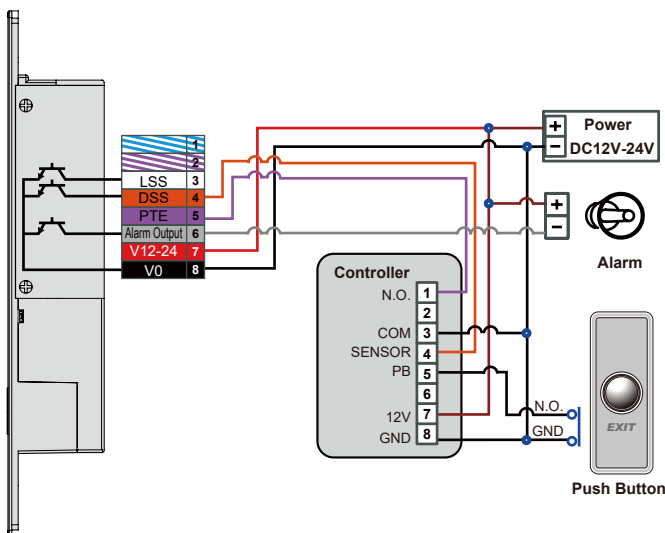 1
2
LSS 3
DSS 4
PTE 5
Alarm Output 6
V12-24 7
V0 8
+ Power
− DC12V-24V
+
−
Alarm
Controller
N.O. 1
2
COM 3
SENSOR 4
PB 5
6
12V 7
GND 8
N.O.
GND
EXIT
Push Button